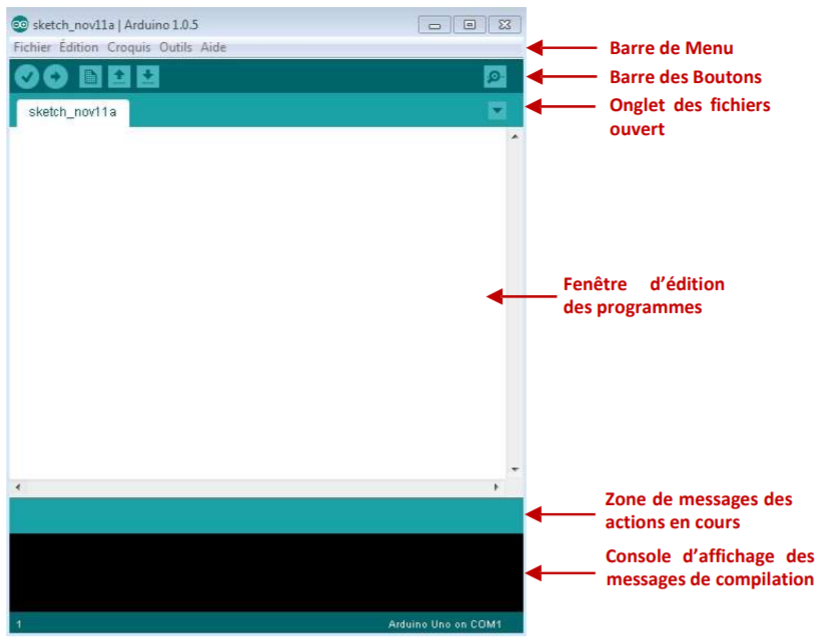 sketch_nov11a | Arduino 1.0.5
Fichier Édition Croquis Outils Aide
Barre de Menu
Barre des Boutons
sketch_nov11a
Onglet des fichiers
ouvert
Fenêtre d'édition
des programmes
Zone de messages des
actions en cours
Console d'affichage des
messages de compilation
1
Arduino Uno on COM1